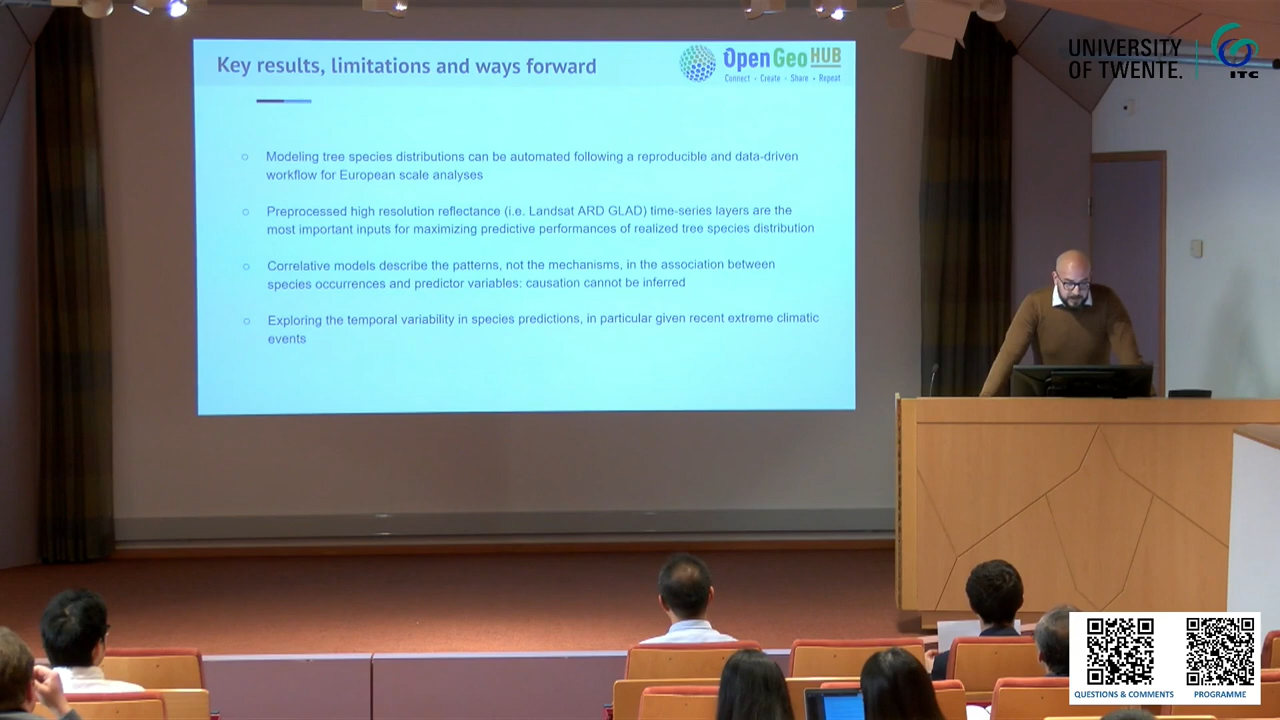 Key results, limitations and ways forward
OpenGeoHUB
Connect · Create · Share · Repeat
UNIVERSITY
OF TWENTE.
ITC
○ Modeling tree species distributions can be automated following a reproducible and data-driven
workflow for European scale analyses
○ Preprocessed high resolution reflectance (i.e. Landsat ARD GLAD) time-series layers are the
most important inputs for maximizing predictive performances of realized tree species distribution
○ Correlative models describe the patterns, not the mechanisms, in the association between
species occurrences and predictor variables: causation cannot be inferred
○ Exploring the temporal variability in species predictions, in particular given recent extreme climatic
events
QUESTIONS & COMMENTS
PROGRAMME